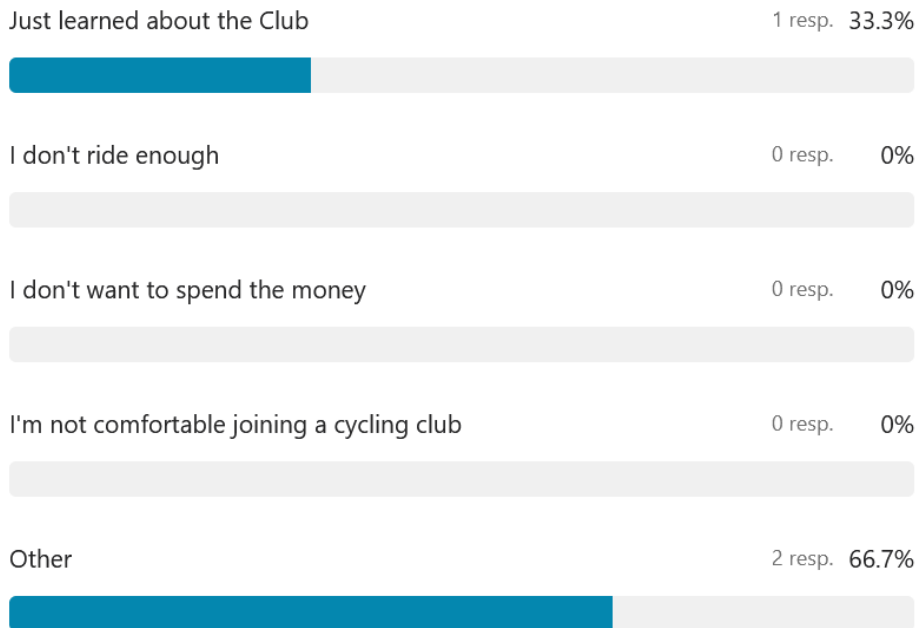 Just learned about the Club 1 resp. 33.3%
I don't ride enough 0 resp. 0%
I don't want to spend the money 0 resp. 0%
I'm not comfortable joining a cycling club 0 resp. 0%
Other 2 resp. 66.7%